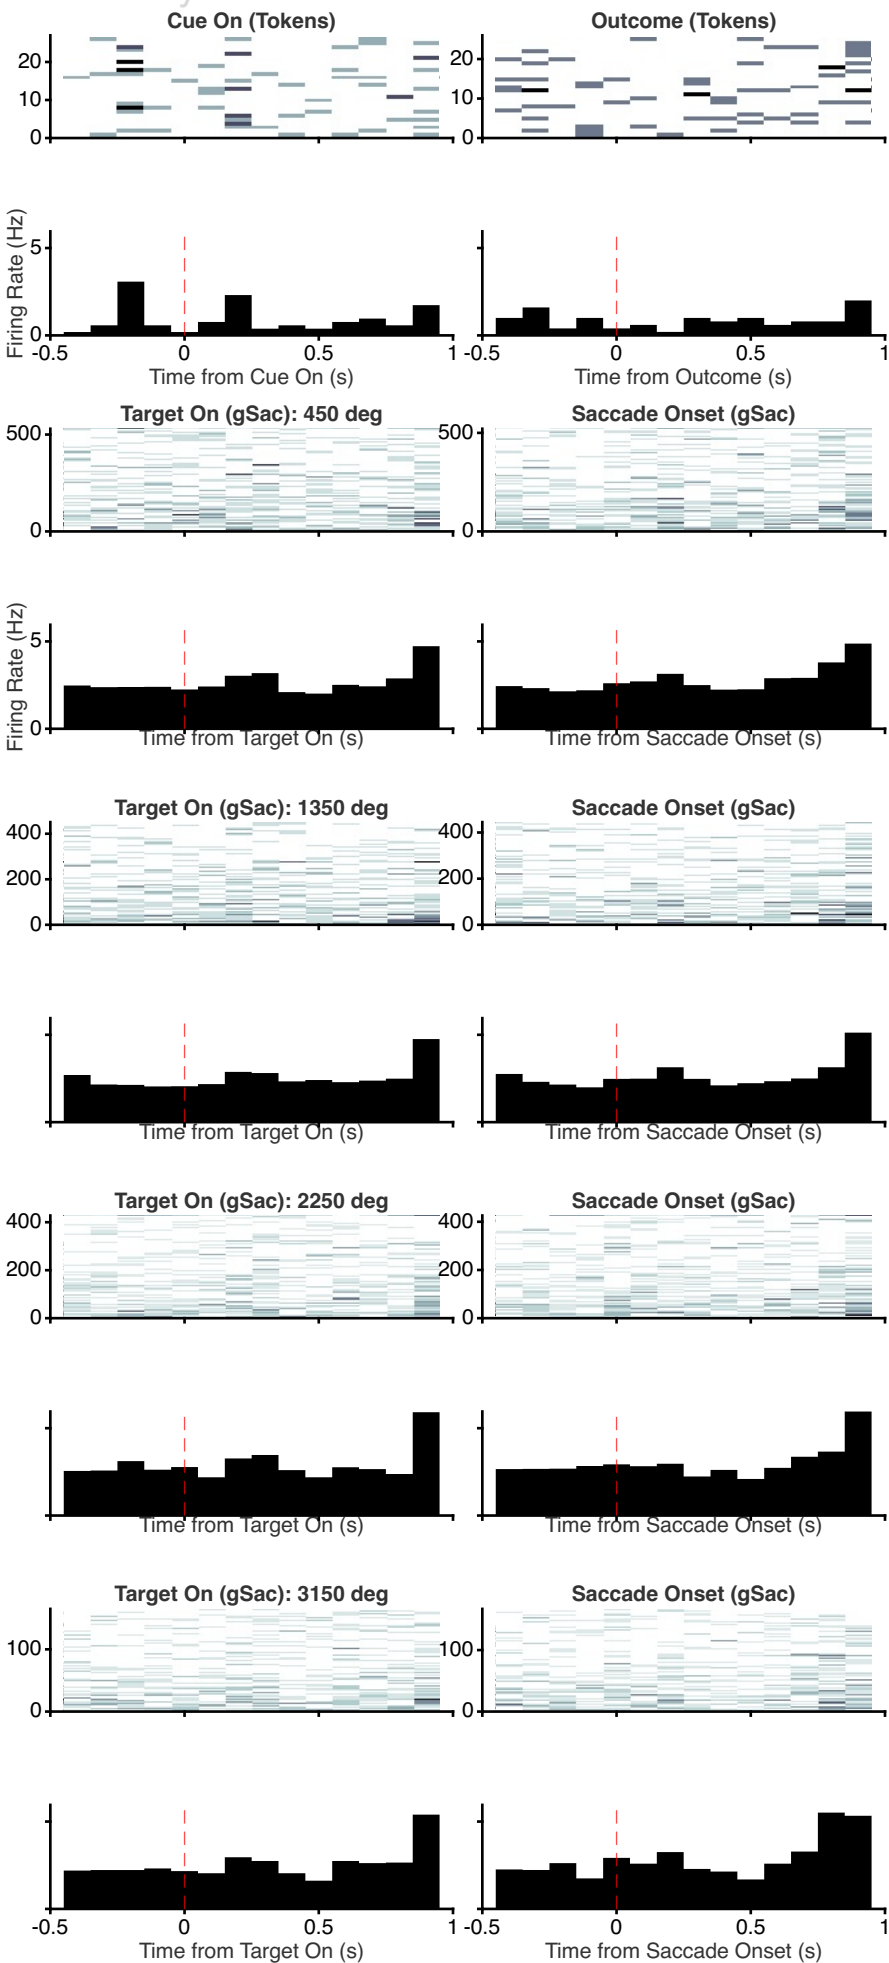 Cue On (Tokens) Outcome (Tokens)
20 20
10 10
0 0
Firing Rate (Hz)
5
0
-0.5 0 0.5 1 -0.5 0 0.5 1
Time from Cue On (s) Time from Outcome (s)
Target On (gSac): 450 deg Saccade Onset (gSac)
500 500
0 0
Firing Rate (Hz)
5
0
Time from Target On (s) Time from Saccade Onset (s)
Target On (gSac): 1350 deg Saccade Onset (gSac)
400 400
200 200
0 0
Time from Target On (s) Time from Saccade Onset (s)
Target On (gSac): 2250 deg Saccade Onset (gSac)
400 400
200 200
0 0
Time from Target On (s) Time from Saccade Onset (s)
Target On (gSac): 3150 deg Saccade Onset (gSac)
100 100
0 0
-0.5 0 0.5 1 -0.5 0 0.5 1
Time from Target On (s) Time from Saccade Onset (s)